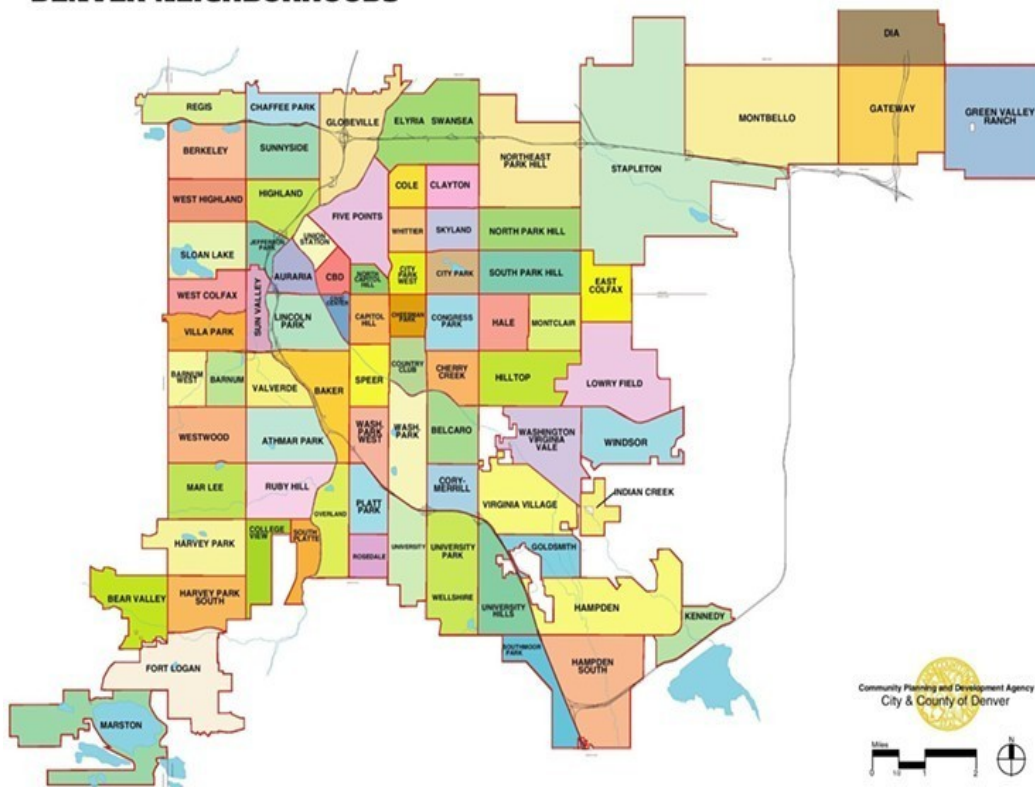 DENVER NEIGHBORHOODS
DIA
REGIS
CHAFFEE PARK
GLOBEVILLE
ELYRIA SWANSEA
MONTBELLO
GATEWAY
GREEN VALLEY
RANCH
BERKELEY
SUNNYSIDE
NORTHEAST
PARK HILL
STAPLETON
WEST HIGHLAND
HIGHLAND
COLE
CLAYTON
FIVE POINTS
WHITTIER
SKYLAND
NORTH PARK HILL
UNION
STATION
JEFFERSON
PARK
SLOAN LAKE
AURARIA
CBD
NORTH
CAPITOL
HILL
CITY
PARK
WEST
CITY PARK
SOUTH PARK HILL
EAST
COLFAX
WEST COLFAX
SUN VALLEY
LINCOLN
PARK
CIVIC
CENTER
CAPITOL
HILL
CHEESMAN
PARK
CONGRESS
PARK
HALE
MONTCLAIR
VILLA PARK
BARNUM
WEST
BARNUM
VALVERDE
BAKER
SPEER
COUNTRY
CLUB
CHERRY
CREEK
HILLTOP
LOWRY FIELD
WESTWOOD
ATHMAR PARK
WASH.
PARK
WEST
WASH.
PARK
BELCARO
WASHINGTON
VIRGINIA
VALE
WINDSOR
MAR LEE
RUBY HILL
OVERLAND
PLATT
PARK
CORY-
MERRILL
VIRGINIA VILLAGE
INDIAN CREEK
HARVEY PARK
COLLEGE
VIEW
SOUTH
PLATTE
ROSEDALE
UNIVERSITY
UNIVERSITY
PARK
GOLDSMITH
BEAR VALLEY
HARVEY PARK
SOUTH
WELLSHIRE
UNIVERSITY
HILLS
HAMPDEN
KENNEDY
FORT LOGAN
SOUTHMOOR
PARK
HAMPDEN
SOUTH
MARSTON
Community Planning and Development Agency
City & County of Denver
Miles
N